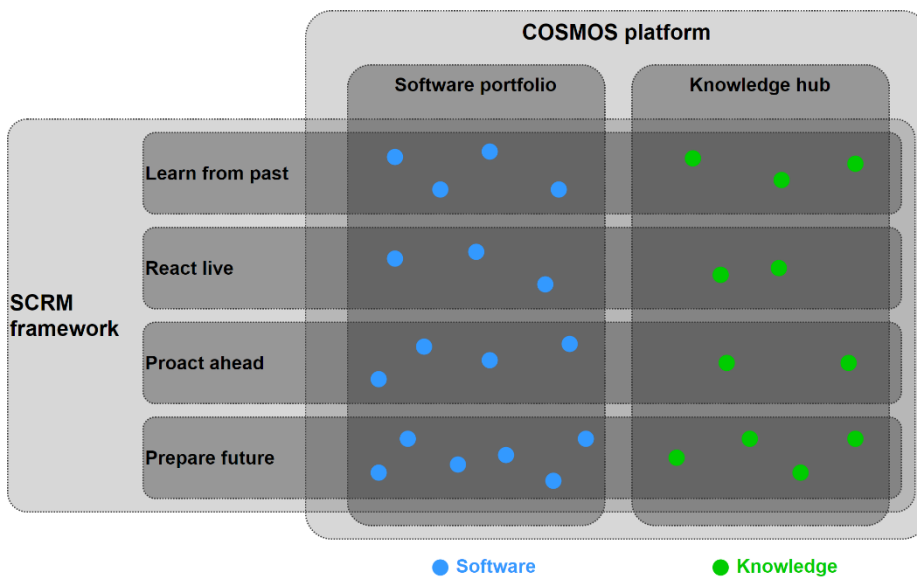 COSMOS platform
Software portfolio
Knowledge hub
Learn from past
React live
SCRM
framework
Proact ahead
Prepare future
Software
Knowledge